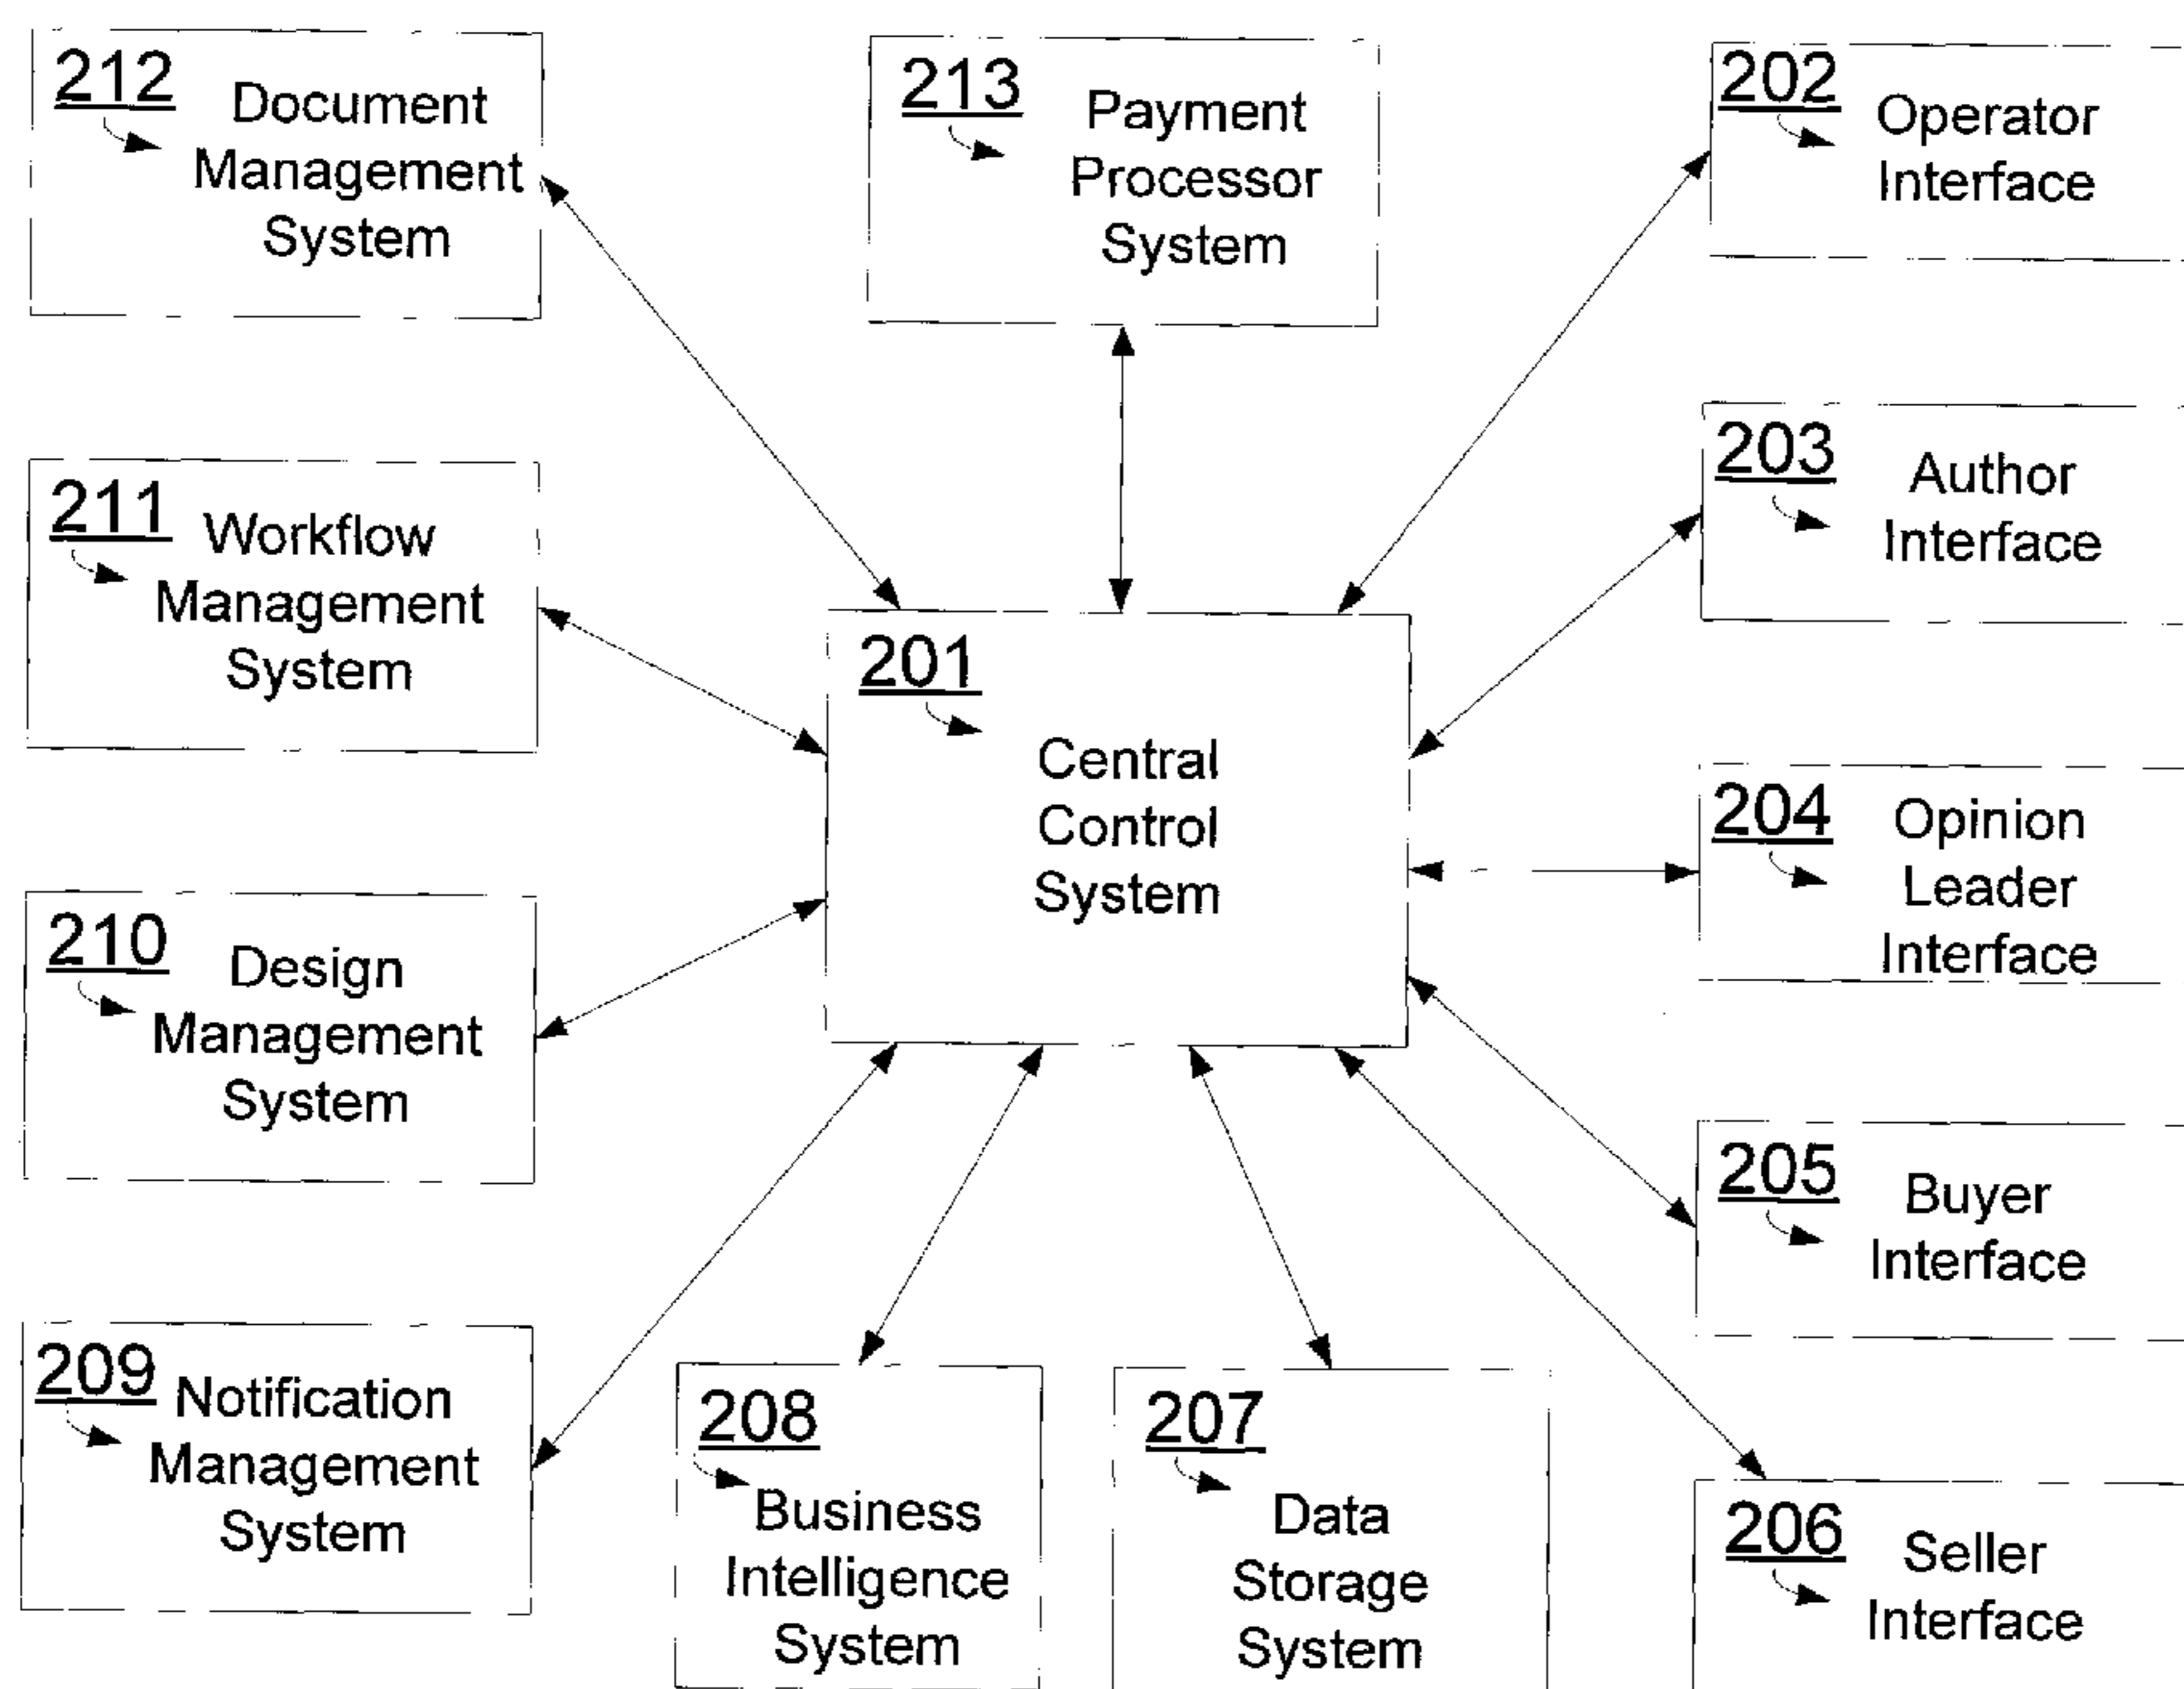 212
Document
Management
System
213
Payment
Processor
System
202
Operator
Interface
211
Workflow
Management
System
203
Author
Interface
201
Central
Control
System
204
Opinion
Leader
Interface
210
Design
Management
System
205
Buyer
Interface
209
Notification
Management
System
208
Business
Intelligence
System
207
Data
Storage
System
206
Seller
Interface